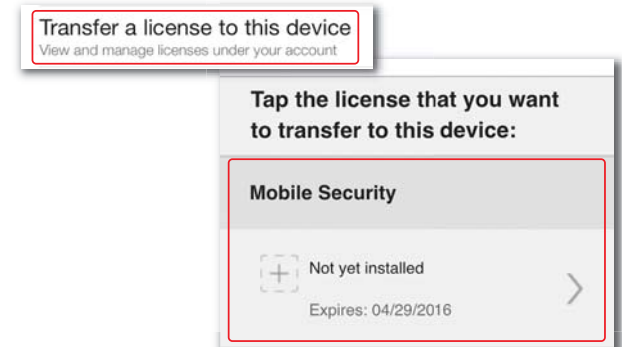 Transfer a license to this device
View and manage licenses under your account
Tap the license that you want
to transfer to this device:
Mobile Security
Not yet installed
Expires: 04/29/2016